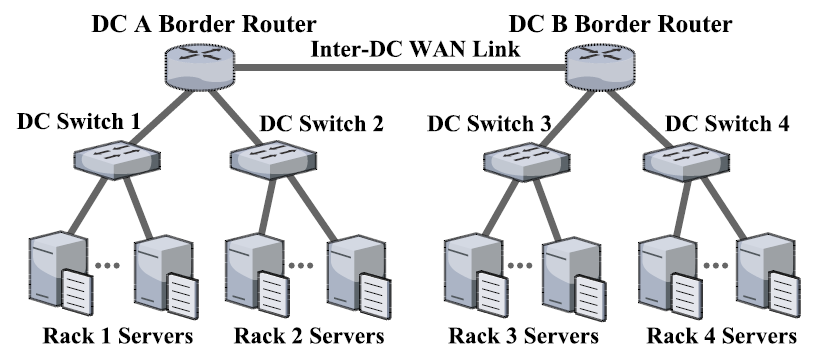 DC A Border Router
DC B Border Router
Inter-DC WAN Link
DC Switch 1
DC Switch 2
DC Switch 3
DC Switch 4
Rack 1 Servers
Rack 2 Servers
Rack 3 Servers
Rack 4 Servers